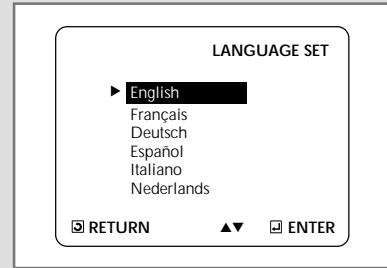 LANGUAGE SET
► English
Français
Deutsch
Español
Italiano
Nederlands
RETURN ▲▼ ENTER